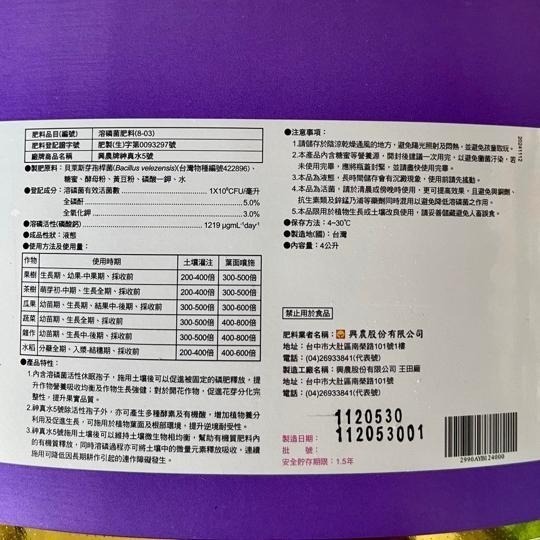 肥料品目(編號) 溶磷菌肥料(8-03)
肥料登記證字號 肥製(生)字第0093297號
廠牌商品名稱 興農牌神真水5號
●製肥原料：貝萊斯芽孢桿菌(Bacillus velezensis)(台灣物種編號422896)、
糖蜜、酵母粉、黃豆粉、磷酸一鉀、水
●登記成分：溶磷菌有效活菌數 1X10⁸CFU/毫升
全磷酐 5.0%
全氧化鉀 3.0%
●溶磷活性(磷酸鈣) 1219 μgmL⁻¹day⁻¹
●成品性狀：液態
●使用方法及使用量：
作物 使用時期 土壤灌注 葉面噴施
果樹 生長期、幼果-中果期、採收前 200-400倍 300-500倍
茶樹 萌芽初-中期、生長全期、採收前 200-400倍 300-500倍
瓜果 幼苗期、生長期、結果中-後期、採收前 300-500倍 300-600倍
蔬菜 幼苗期、生長全期、採收前 300-500倍 400-800倍
雜作 幼苗期、生長中-後期、採收前 300-500倍 400-800倍
水稻 分蘗全期、入漿-結穗期、採收前 200-400倍 400-600倍
●產品特性：
1.內含溶磷菌活性休眠孢子，施用土壤後可以促進被固定的磷肥釋放，提
升作物營養吸收均衡及作物生長強健；對於開花作物，促進花芽分化完
整性，提升果實品質。
2.神真水5號除活性孢子外，亦可產生多種酵素及有機酸，增加植物養分
利用及促進生長，可施用於植物葉面及根部環境，提升逆境耐受性。
3.神真水5號施用土壤後可以維持土壤微生物相均衡，幫助有機質肥料內
的有機質釋放，同時溶磷過程亦可將土壤中的微量元素釋放吸收，連續
施用可降低因長期耕作引起的連作障礙發生。
●注意事項：
1.請儲存於陰涼乾燥通風的地方，避免陽光照射及悶熱，並避免孩童取玩。
2.本產品內含糖蜜等營養源，開封後建議一次用完，以避免黴菌汙染，若
未使用完畢，應將瓶蓋封緊，並請盡快使用完畢。
3.本產品為液態，長時間儲存會有沉澱現象，使用前請先搖動。
4.本品為活菌，請於清晨或傍晚時使用，更可提高效果，且避免與銅劑、
抗生素類及鋅錳乃浦等藥劑同時混用以避免降低溶磷菌之作用。
5.本品限用於植物生長或土壤改良使用，請妥善儲藏避免人畜誤食。
●保存方法：4~30℃
●製造地(國)：台灣
●內容量：4公升
2024112
禁止用於食品
肥料業者名稱：興農股份有限公司
地址：台中市大肚區南榮路101號1樓
電話：(04)26933841(代表號)
製造工廠名稱：興農股份有限公司 王田廠
地址：台中市大肚區南榮路101號
電話：(04)26933841(代表號)
製造日期：1120530
批 號：112053001
安全貯存期限：1.5年
2990AYB124000